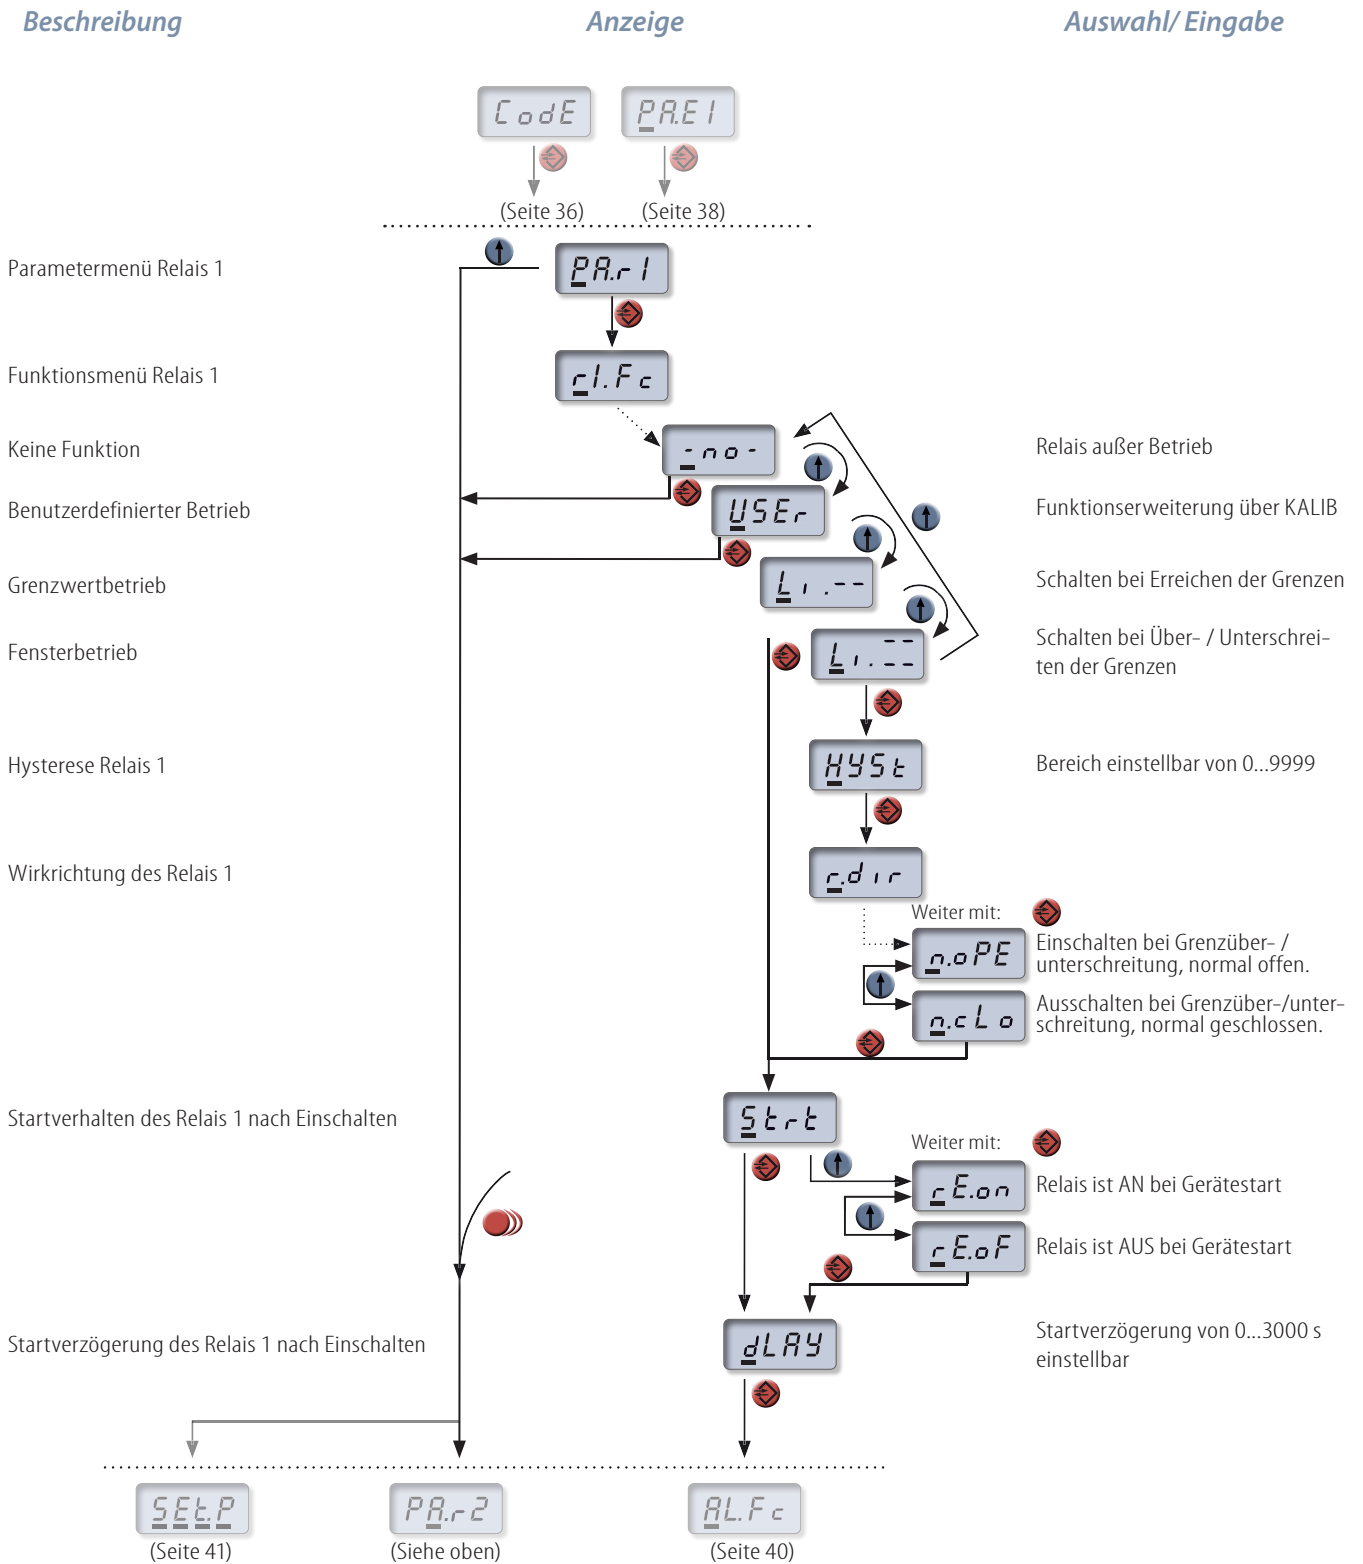 Beschreibung Anzeige Auswahl/ Eingabe
CodE PA.E1
(Seite 36) (Seite 38)
Parametermenü Relais 1 PA.r1
Funktionsmenü Relais 1 r1.Fc
Keine Funktion -no- Relais außer Betrieb
Benutzerdefinierter Betrieb USEr Funktionserweiterung über KALIB
Grenzwertbetrieb Li.-- Schalten bei Erreichen der Grenzen
Fensterbetrieb Li.== Schalten bei Über- / Unterschrei-
ten der Grenzen
Hysterese Relais 1 HYSt Bereich einstellbar von 0...9999
Wirkrichtung des Relais 1 r.dir
Weiter mit:
n.oPE Einschalten bei Grenzüber- /
unterschreitung, normal offen.
n.cLo Ausschalten bei Grenzüber-/unter-
schreitung, normal geschlossen.
Startverhalten des Relais 1 nach Einschalten Strt
Weiter mit:
rE.on Relais ist AN bei Gerätestart
rE.oF Relais ist AUS bei Gerätestart
Startverzögerung des Relais 1 nach Einschalten dLAY Startverzögerung von 0...3000 s
einstellbar
SEt.P PA.r2 AL.Fc
(Seite 41) (Siehe oben) (Seite 40)